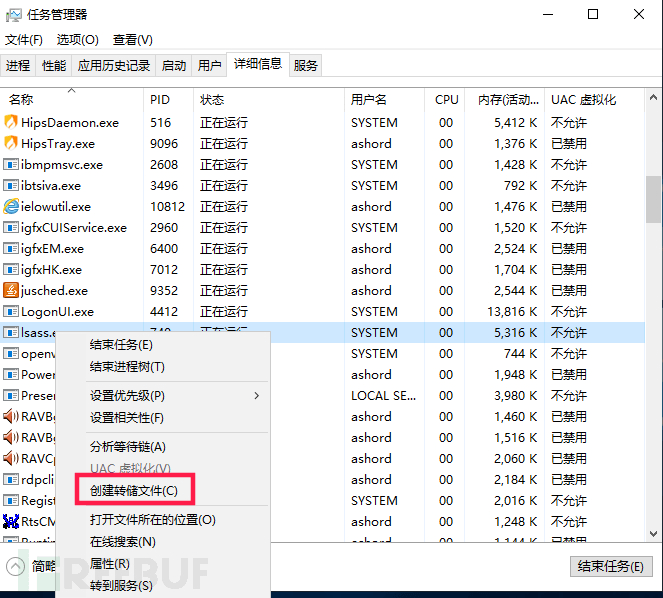 任务管理器
文件(F) 选项(O) 查看(V)
进程 性能 应用历史记录 启动 用户 详细信息 服务
名称 PID 状态 用户名 CPU 内存(活动... UAC 虚拟化
HipsDaemon.exe 516 正在运行 SYSTEM 00 5,412 K 不允许
HipsTray.exe 9096 正在运行 ashord 00 1,376 K 已禁用
ibmpmsvc.exe 2608 正在运行 SYSTEM 00 1,428 K 不允许
ibtsiva.exe 3496 正在运行 SYSTEM 00 792 K 不允许
ielowutil.exe 10812 正在运行 ashord 00 1,476 K 已禁用
igfxCUIService.exe 2960 正在运行 SYSTEM 00 1,520 K 不允许
igfxEM.exe 6400 正在运行 ashord 00 2,524 K 已禁用
igfxHK.exe 7012 正在运行 ashord 00 1,704 K 已禁用
jusched.exe 9352 正在运行 ashord 00 2,544 K 已禁用
LogonUI.exe 4412 正在运行 SYSTEM 00 13,816 K 不允许
lsass.e 740 正在运行 SYSTEM 00 5,316 K 不允许
openv SYSTEM 00 744 K 不允许
Power ashord 00 1,948 K 已禁用
Presen LOCAL SE... 00 3,980 K 不允许
RAVBg ashord 00 1,460 K 已禁用
RAVBg ashord 00 1,516 K 已禁用
RAVCp ashord 00 2,060 K 已禁用
rdpcli ashord 00 2,184 K 已禁用
Regist SYSTEM 00 2,016 K 不允许
RtsCM ashord 00 1,248 K 不允许
Runtim ashord 00 1,144 K 已禁用
结束任务(E)
结束进程树(T)
设置优先级(P)
设置相关性(F)
分析等待链(A)
UAC 虚拟化(V)
创建转储文件(C)
打开文件所在的位置(O)
在线搜索(N)
属性(R)
转到服务(S)
简略
结束任务(E)
FREEBUF